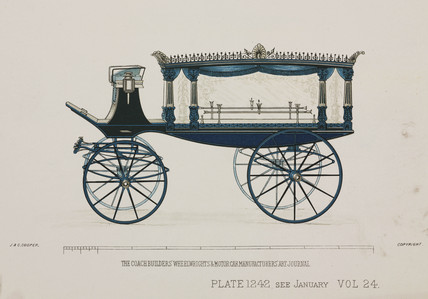 J & C. COOPER.
COPYRIGHT
THE COACH BUILDERS' WHEELWRIGHTS & MOTOR CAR MANUFACTURERS' ART JOURNAL
PLATE 1242 SEE JANUARY VOL 24.